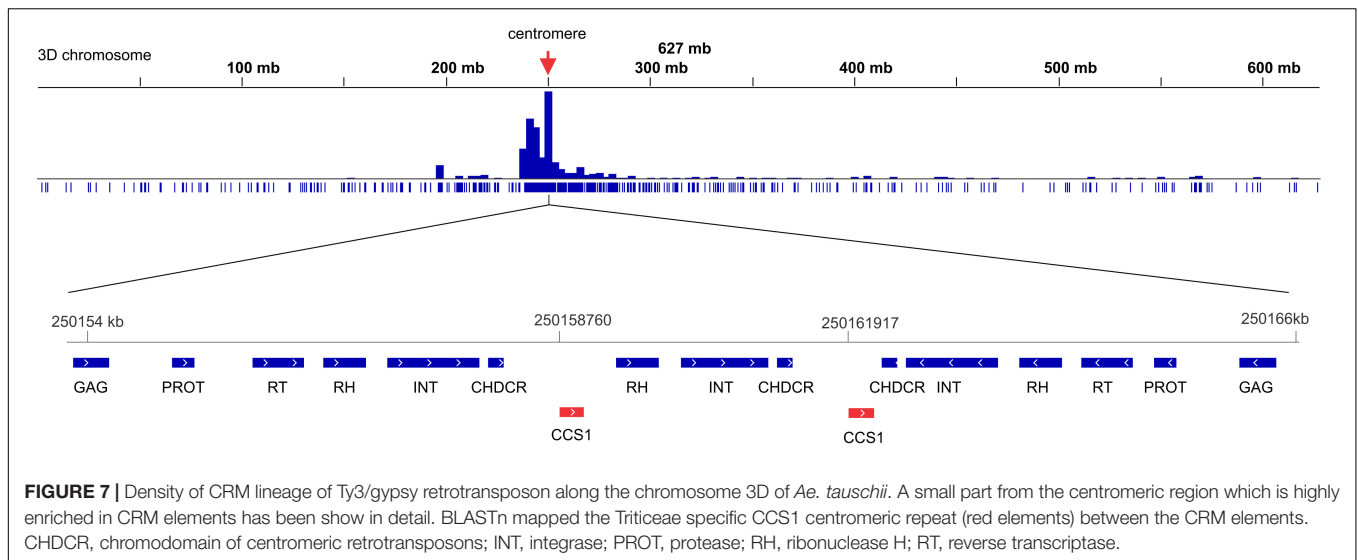 centromere
3D chromosome
627 mb
100 mb 200 mb 300 mb 400 mb 500 mb 600 mb
250154 kb 250158760 250161917 250166kb
GAG PROT RT RH INT CHDCR RH INT CHDCR CHDCR INT RH RT PROT GAG
CCS1 CCS1
FIGURE 7 | Density of CRM lineage of Ty3/gypsy retrotransposon along the chromosome 3D of Ae. tauschii. A small part from the centromeric region which is highly
enriched in CRM elements has been show in detail. BLASTn mapped the Triticeae specific CCS1 centromeric repeat (red elements) between the CRM elements.
CHDCR, chromodomain of centromeric retrotransposons; INT, integrase; PROT, protease; RH, ribonuclease H; RT, reverse transcriptase.